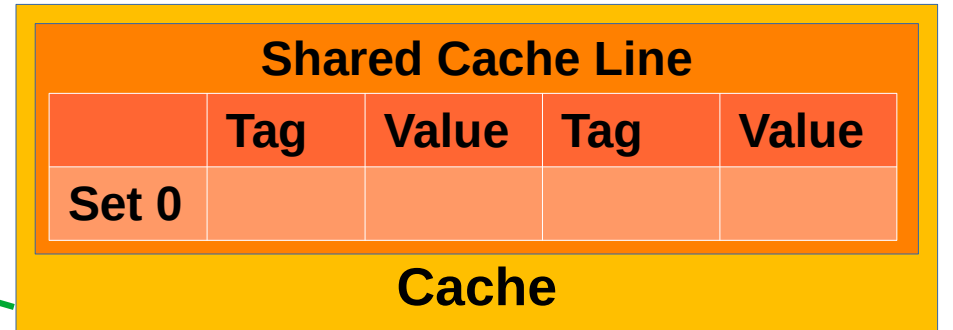 Shared Cache Line
Tag Value Tag Value
Set 0
Cache